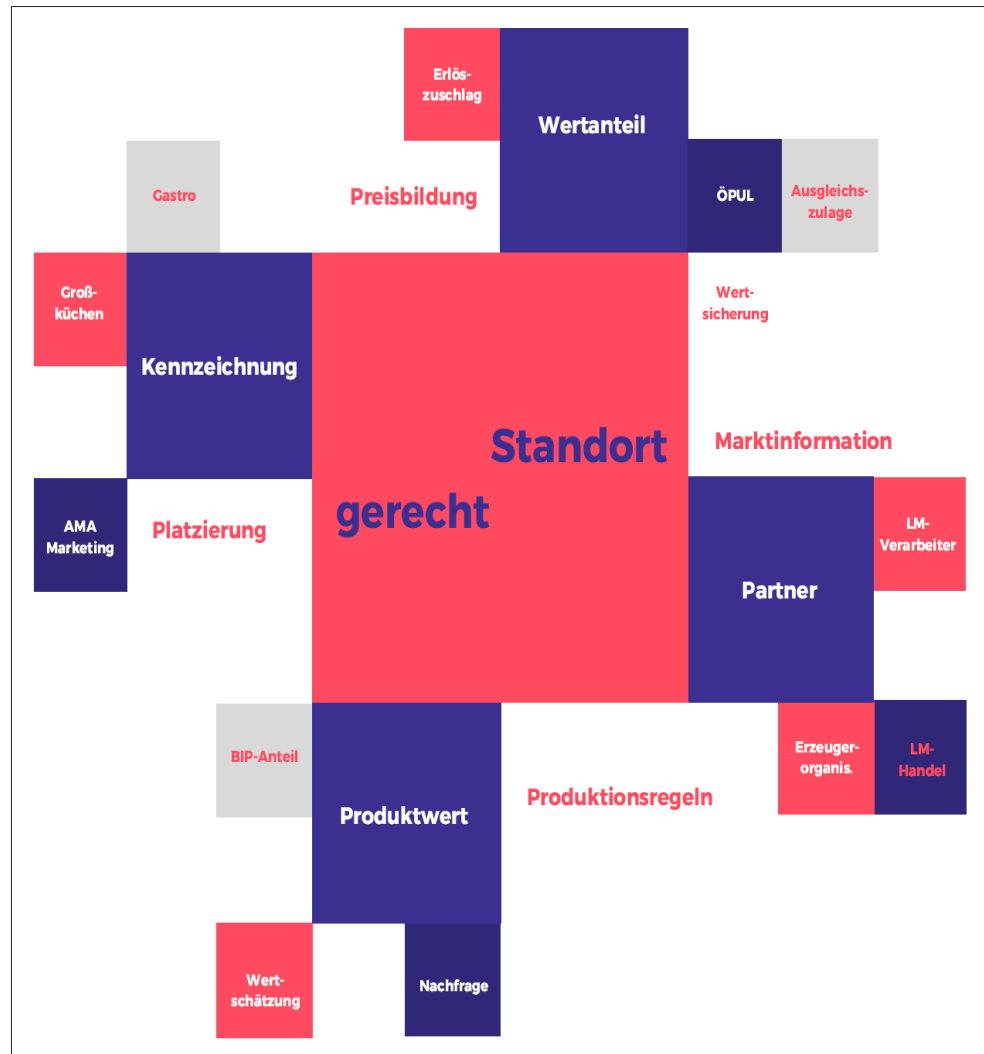 Erlös-
zuschlag
Wertanteil
Preisbildung
ÖPUL
Ausgleichs-
zulage
Gastro
Groß-
küchen
Kennzeichnung
Wert-
sicherung
Standort
gerecht
Marktinformation
AMA
Marketing
Platzierung
LM-
Verarbeiter
Partner
BIP-Anteil
Produktwert
Produktionsregeln
Erzeuger-
organis.
LM-
Handel
Wert-
schätzung
Nachfrage